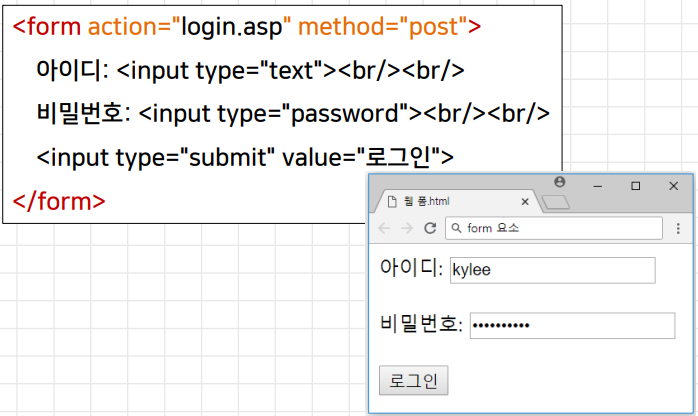 <form action="login.asp" method="post">
아이디: <input type="text"><br/><br/>
비밀번호: <input type="password"><br/><br/>
<input type="submit" value="로그인">
</form>
웹 폼.html
form 요소
아이디: kylee
비밀번호: ••••••••••
로그인